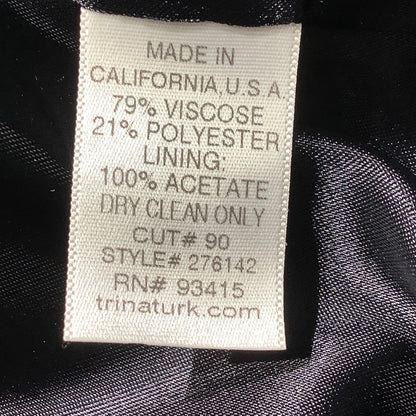 MADE IN
CALIFORNIA, U.S.A
79% VISCOSE
21% POLYESTER
LINING:
100% ACETATE
DRY CLEAN ONLY
CUT# 90
STYLE# 276142
RN# 93415
trinaturk.com